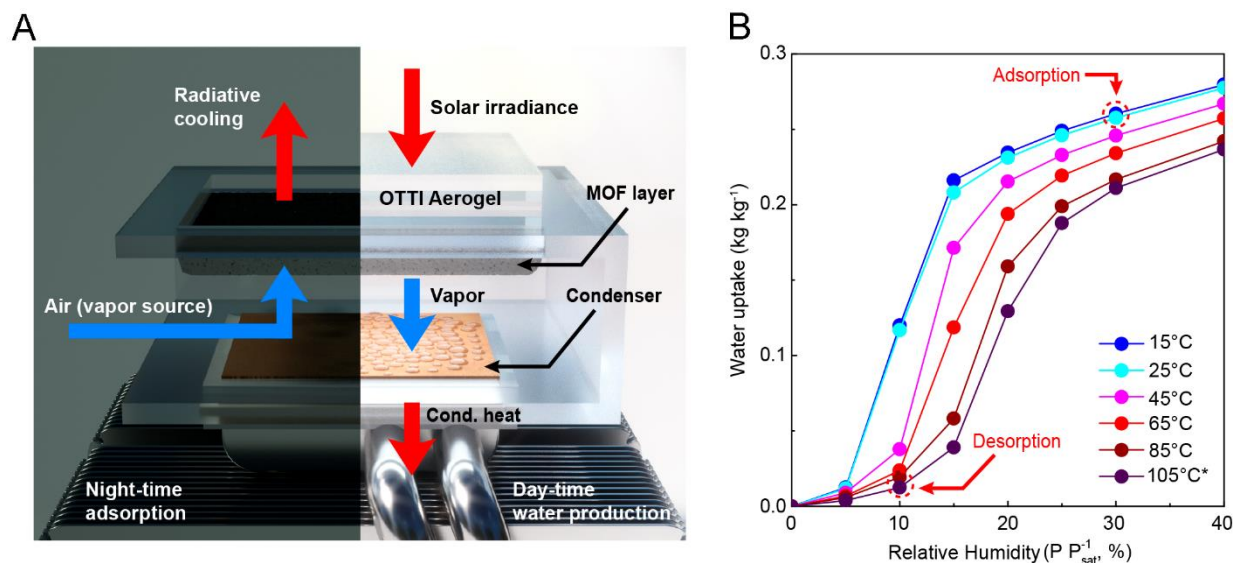 A
Radiative
cooling
Solar irradiance
OTTI Aerogel
MOF layer
Air (vapor source)
Vapor
Condenser
Cond. heat
Night-time
adsorption
Day-time
water production
B
0.3
0.2
0.1
0.0
Water uptake (kg kg⁻¹)
Adsorption
Desorption
15°C
25°C
45°C
65°C
85°C
105°C*
0 10 20 30 40
Relative Humidity (P P⁻¹sat, %)